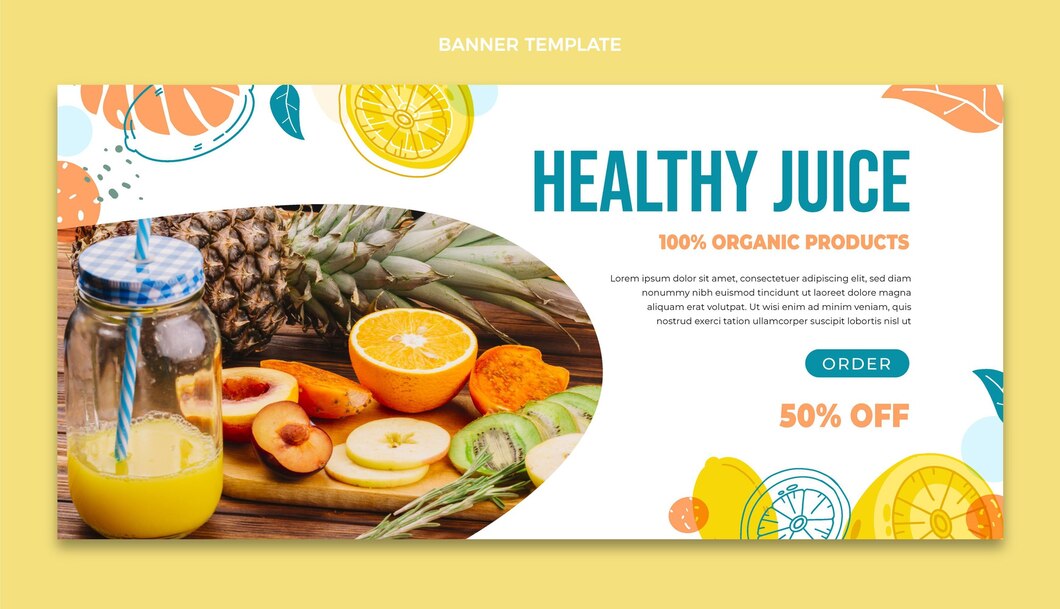 BANNER TEMPLATE
HEALTHY JUICE
100% ORGANIC PRODUCTS
Lorem ipsum dolor sit amet, consectetuer adipiscing elit, sed diam
nonummy nibh euismod tincidunt ut laoreet dolore magna
aliquam erat volutpat. Ut wisi enim ad minim veniam, quis
nostrud exerci tation ullamcorper suscipit lobortis nisl ut
ORDER
50% OFF